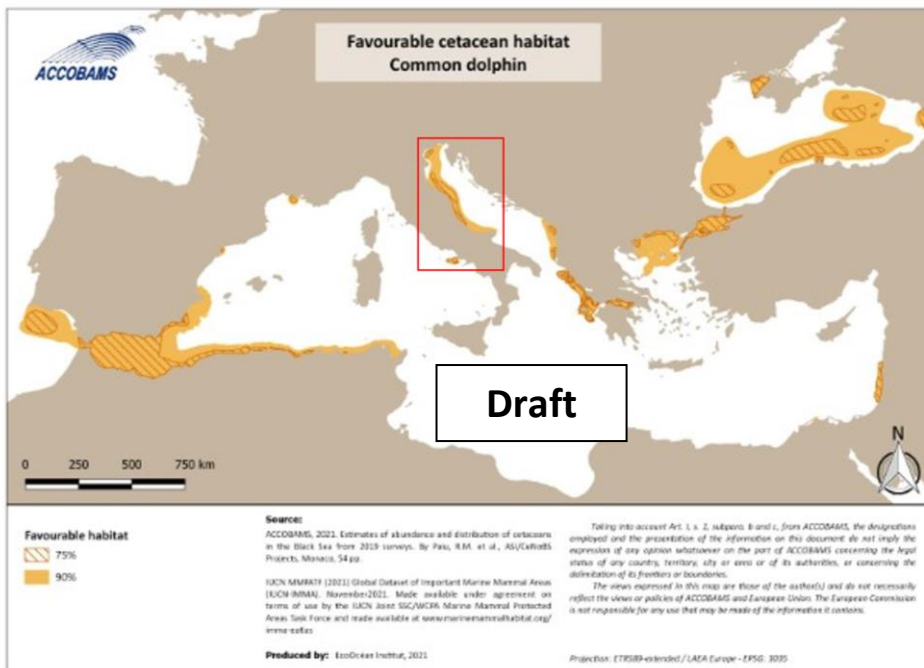 ACCOBAMS
Favourable cetacean habitat
Common dolphin
Draft
N
0 250 500 750 km
Favourable habitat
75%
90%
Source:
ACCOBAMS, 2021. Estimates of abundance and distribution of cetaceans
in the Black Sea from 2019 surveys. By Paiu, R.M. et al., ASI/CeNoBS
Projects, Monaco, 54 pp.
IUCN MMPATF (2021) Global Dataset of Important Marine Mammal Areas
(IUCN-IMMA). November2021. Made available under agreement on
terms of use by the IUCN Joint SSC/WCPA Marine Mammal Protected
Areas Task Force and made available at www.marinemammalhabitat.org/
imma-eatlas
Produced by: EcoOcéan Institut, 2021
Taking into account Art. I, s. 2, subpara. b and c, from ACCOBAMS, the designations
employed and the presentation of the information on this document do not imply the
expression of any opinion whatsoever on the part of ACCOBAMS concerning the legal
status of any country, territory, city or area or of its authorities, or concerning the
delimitation of its frontiers or boundaries.
The views expressed in this map are those of the author(s) and do not necessarily
reflect the views or policies of ACCOBAMS and European Union. The European Commission
is not responsible for any use that may be made of the information it contains.
Projection: ETRS89-extended / LAEA Europe - EPSG: 3035